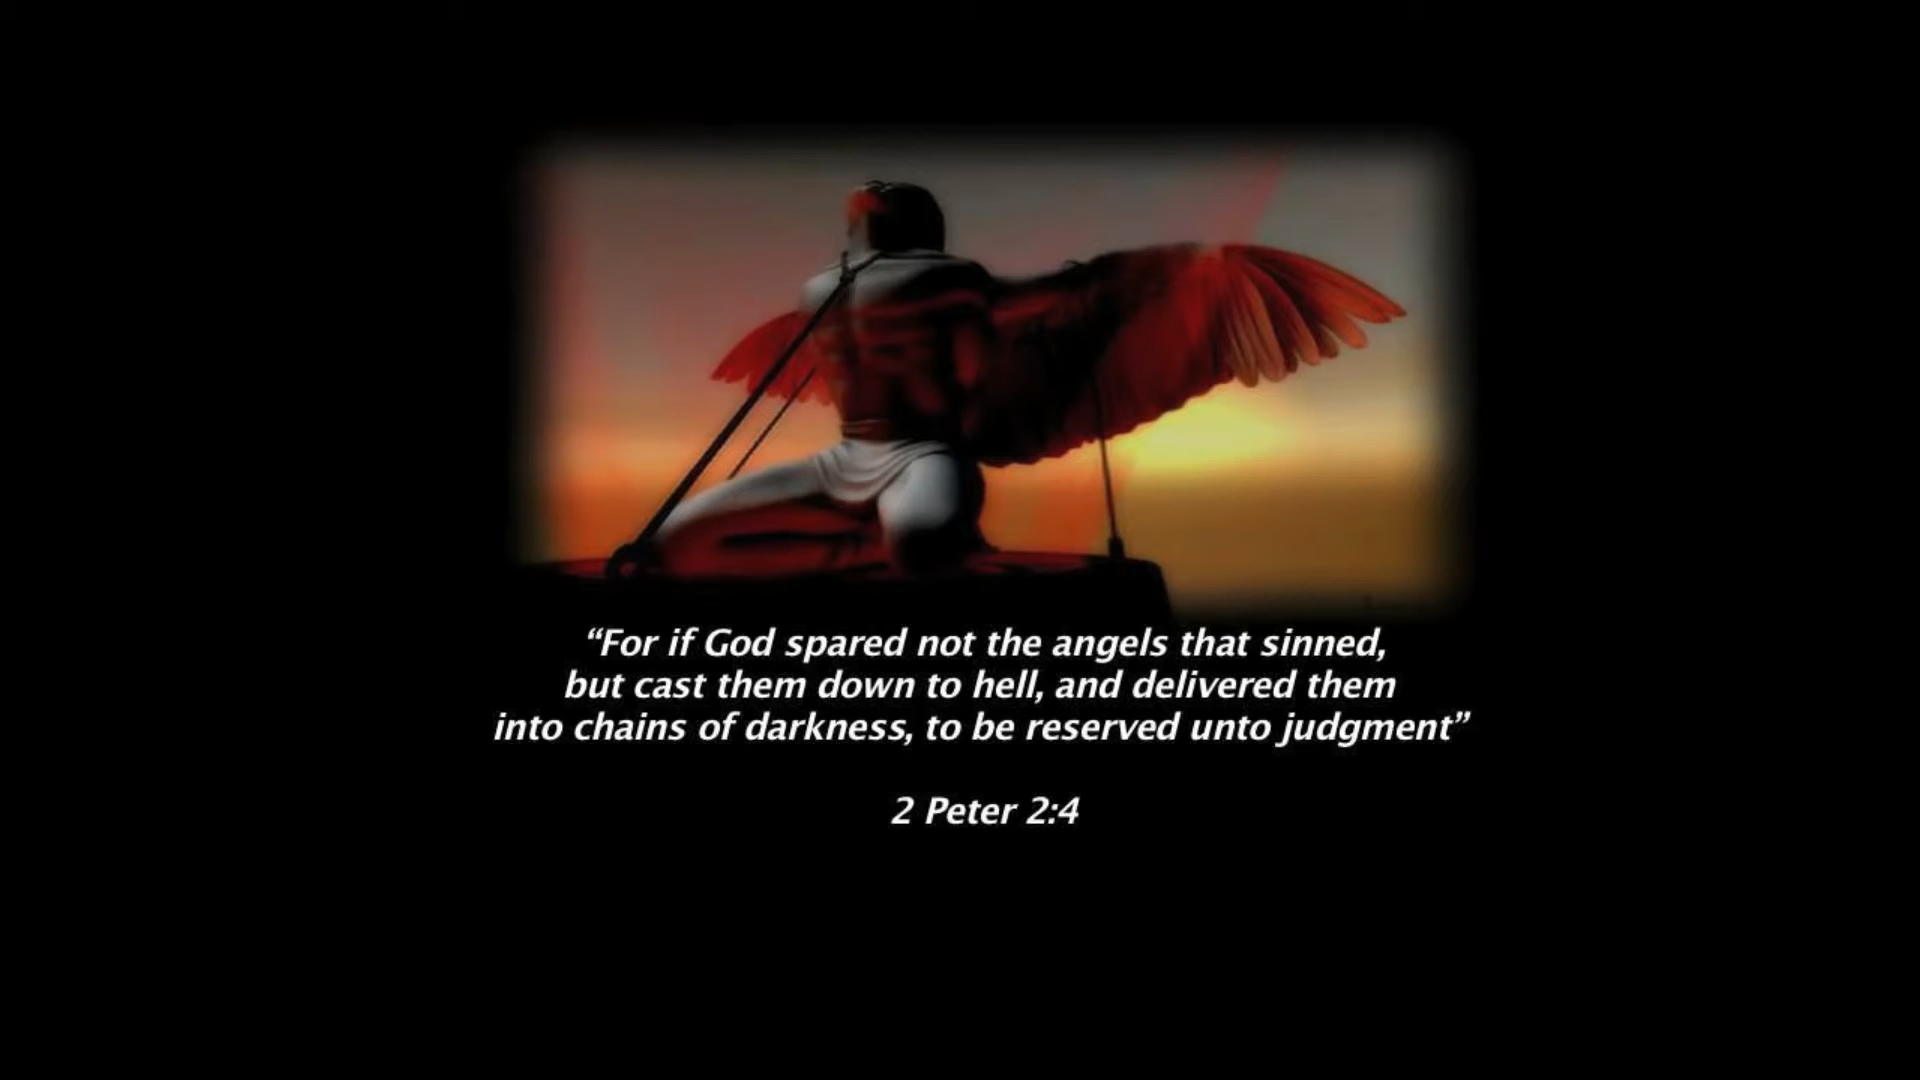 “For if God spared not the angels that sinned,
but cast them down to hell, and delivered them
into chains of darkness, to be reserved unto judgment”
2 Peter 2:4